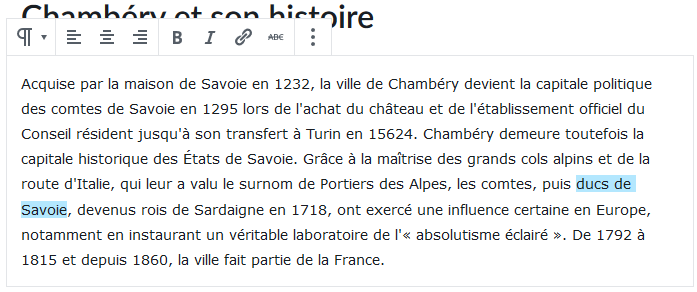 Chambéry et son histoire
B I ABC
Acquise par la maison de Savoie en 1232, la ville de Chambéry devient la capitale politique
des comtes de Savoie en 1295 lors de l'achat du château et de l'établissement officiel du
Conseil résident jusqu'à son transfert à Turin en 15624. Chambéry demeure toutefois la
capitale historique des États de Savoie. Grâce à la maîtrise des grands cols alpins et de la
route d'Italie, qui leur a valu le surnom de Portiers des Alpes, les comtes, puis ducs de
Savoie, devenus rois de Sardaigne en 1718, ont exercé une influence certaine en Europe,
notamment en instaurant un véritable laboratoire de l'« absolutisme éclairé ». De 1792 à
1815 et depuis 1860, la ville fait partie de la France.